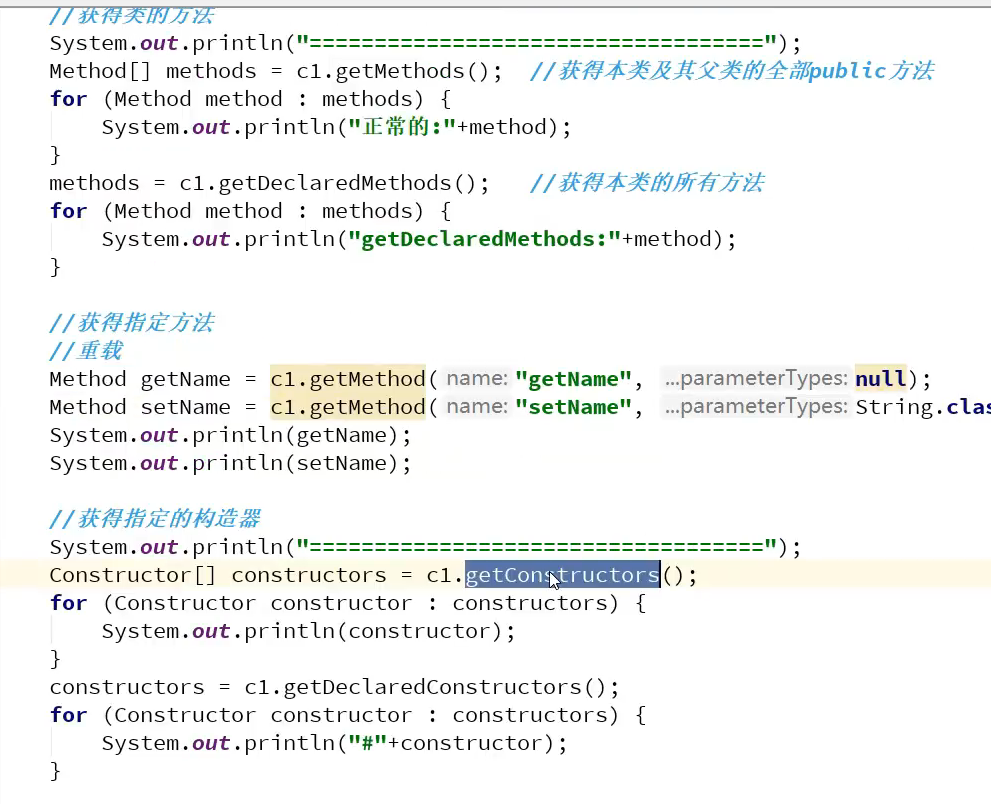 //获得类的方法
System.out.println("===================================");
Method[] methods = c1.getMethods();  //获得本类及其父类的全部public方法
for (Method method : methods) {
    System.out.println("正常的:"+method);
}
methods = c1.getDeclaredMethods();   //获得本类的所有方法
for (Method method : methods) {
    System.out.println("getDeclaredMethods:"+method);
}
//获得指定方法
//重载
Method getName = c1.getMethod( name: "getName", ...parameterTypes: null);
Method setName = c1.getMethod( name: "setName", ...parameterTypes: String.clas
System.out.println(getName);
System.out.println(setName);
//获得指定的构造器
System.out.println("===================================");
Constructor[] constructors = c1.getConstructors();
for (Constructor constructor : constructors) {
    System.out.println(constructor);
}
constructors = c1.getDeclaredConstructors();
for (Constructor constructor : constructors) {
    System.out.println("#"+constructor);
}